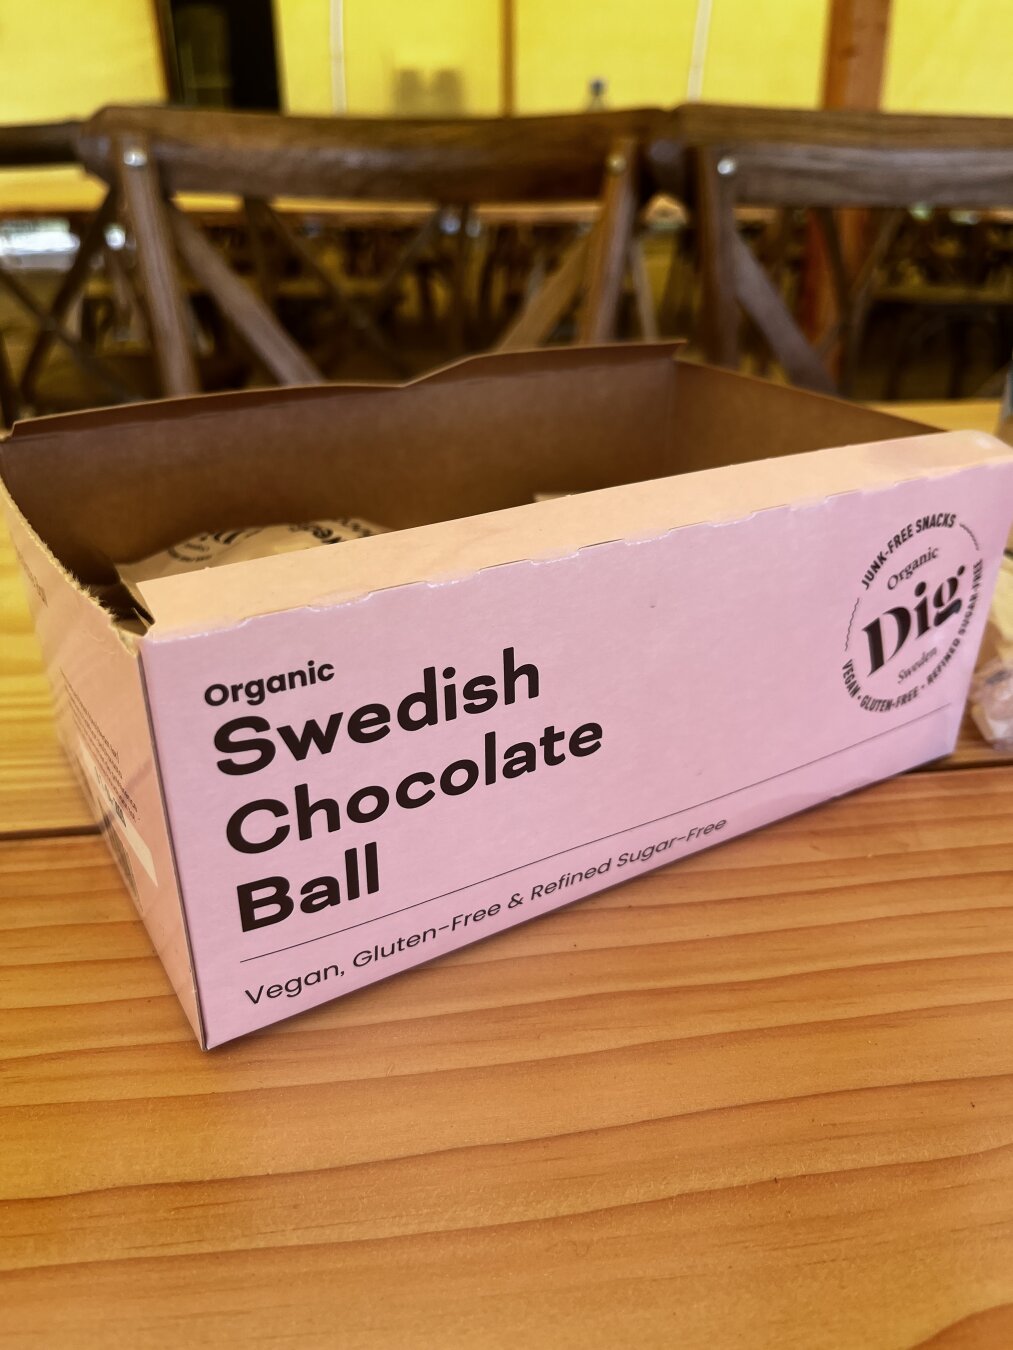 Organic
Swedish
Chocolate
Ball
Vegan, Gluten-Free & Refined Sugar-Free
JUNK-FREE SNACKS
Organic
Dig
Sweden
VEGAN • GLUTEN-FREE • REFINED SUGAR-FREE